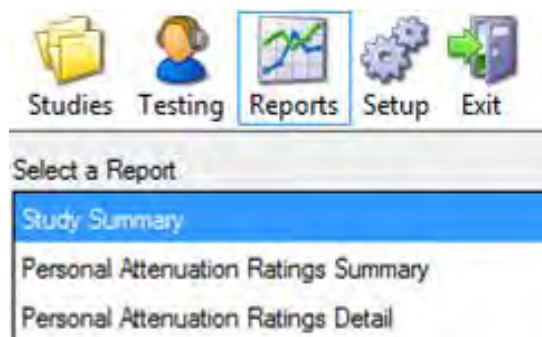 Studies Testing Reports Setup Exit
Select a Report
Study Summary
Personal Attenuation Ratings Summary
Personal Attenuation Ratings Detail